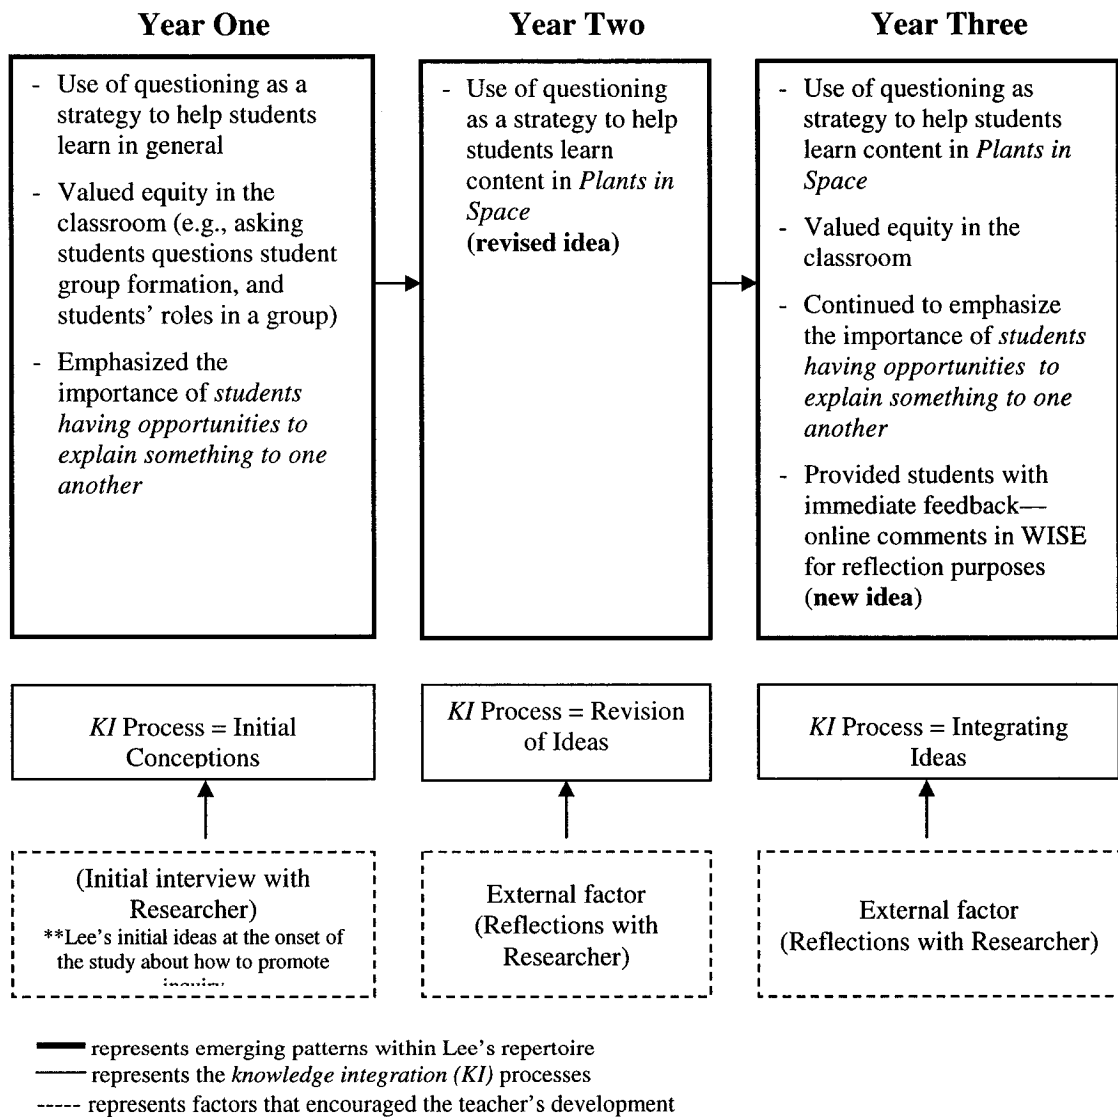 Year One
Year Two
Year Three
- Use of questioning as a
strategy to help students
learn in general
- Valued equity in the
classroom (e.g., asking
students questions student
group formation, and
students' roles in a group)
- Emphasized the
importance of students
having opportunities to
explain something to one
another
- Use of questioning
as a strategy to help
students learn
content in Plants in
Space
(revised idea)
- Use of questioning as
strategy to help students
learn content in Plants in
Space
- Valued equity in the
classroom
- Continued to emphasize
the importance of students
having opportunities to
explain something to one
another
- Provided students with
immediate feedback—
online comments in WISE
for reflection purposes
(new idea)
KI Process = Initial
Conceptions
KI Process = Revision
of Ideas
KI Process = Integrating
Ideas
(Initial interview with
Researcher)
**Lee's initial ideas at the onset of
the study about how to promote
inquiry
External factor
(Reflections with
Researcher)
External factor
(Reflections with Researcher)
represents emerging patterns within Lee's repertoire
represents the knowledge integration (KI) processes
represents factors that encouraged the teacher's development